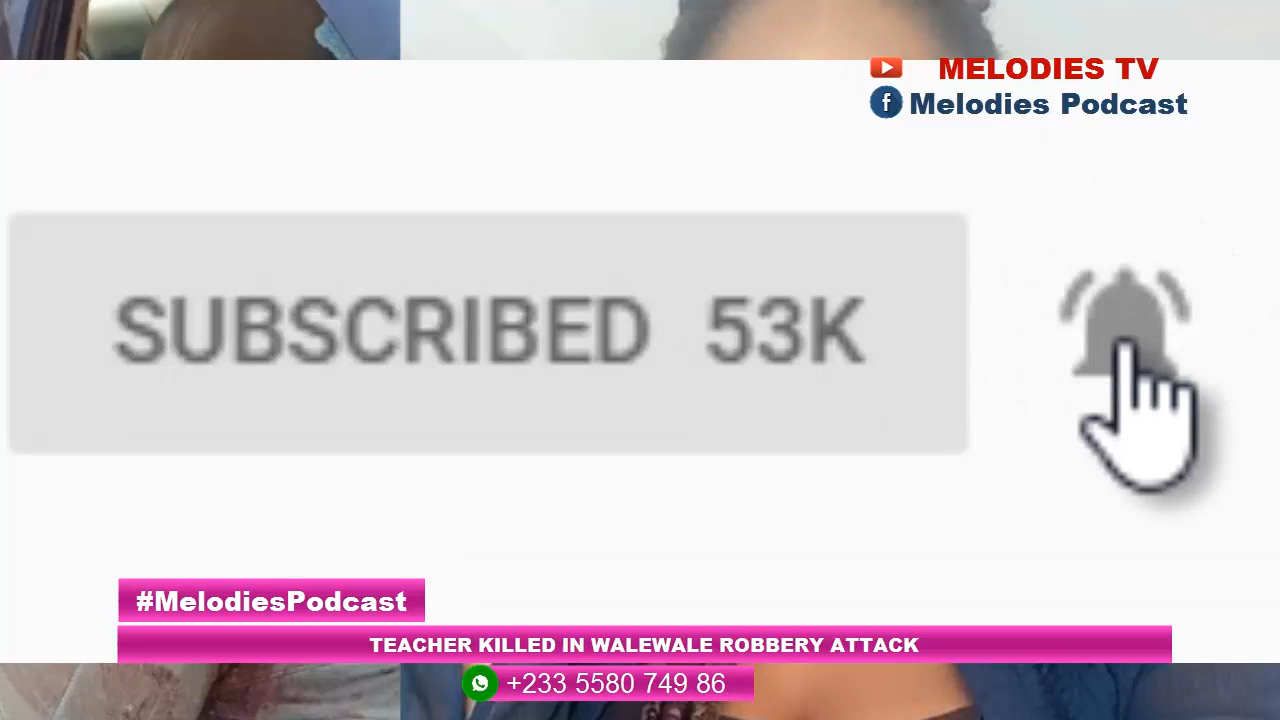 MELODIES TV
Melodies Podcast
SUBSCRIBED 53K
#MelodiesPodcast
TEACHER KILLED IN WALEWALE ROBBERY ATTACK
+233 5580 749 86